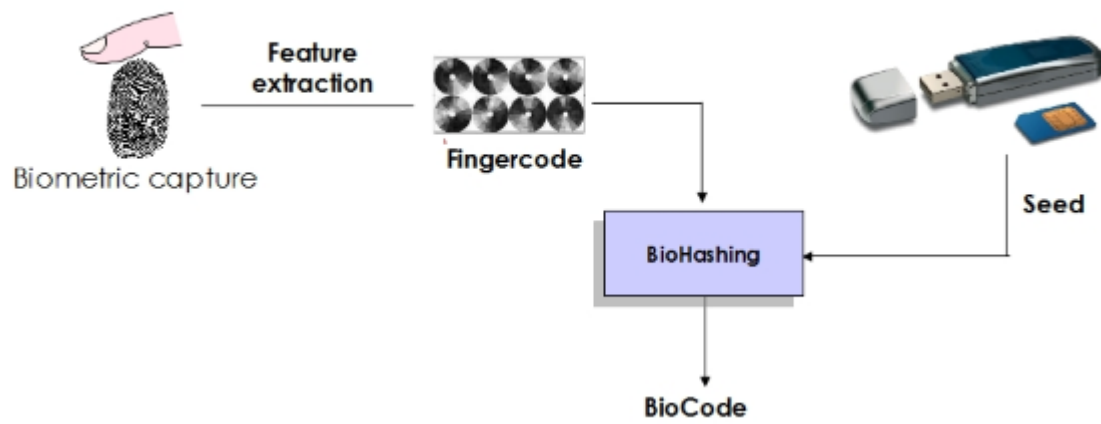 Feature
extraction
Biometric capture
Fingercode
Seed
BioHashing
BioCode